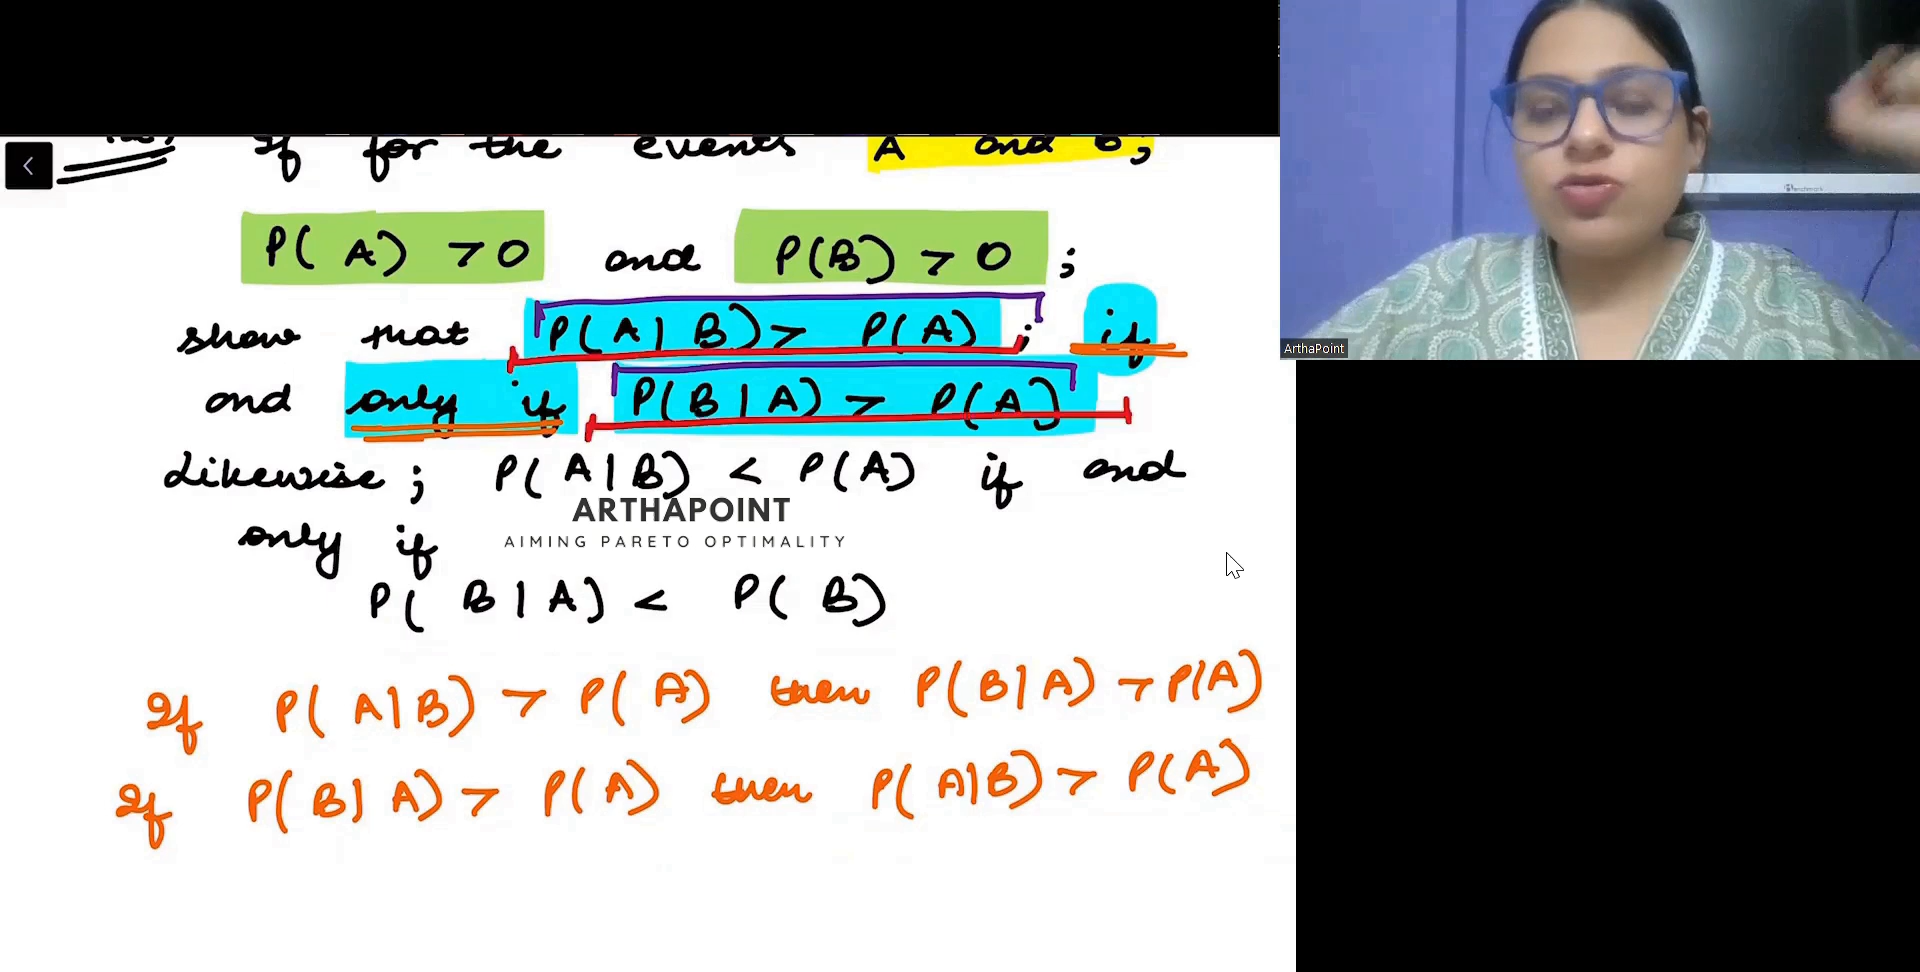 If for the events A and B;
P(A) > 0 and P(B) > 0 ;
show that P(A|B) > P(A) ; if
and only if P(B|A) > P(A)
Likewise ; P(A|B) < P(A) if and
ARTHAPOINT
only if
AIMING PARETO OPTIMALITY
P(B|A) < P(B)
If P(A|B) > P(A) then P(B|A) > P(A)
If P(B|A) > P(A) then P(A|B) > P(A)
ArthaPoint